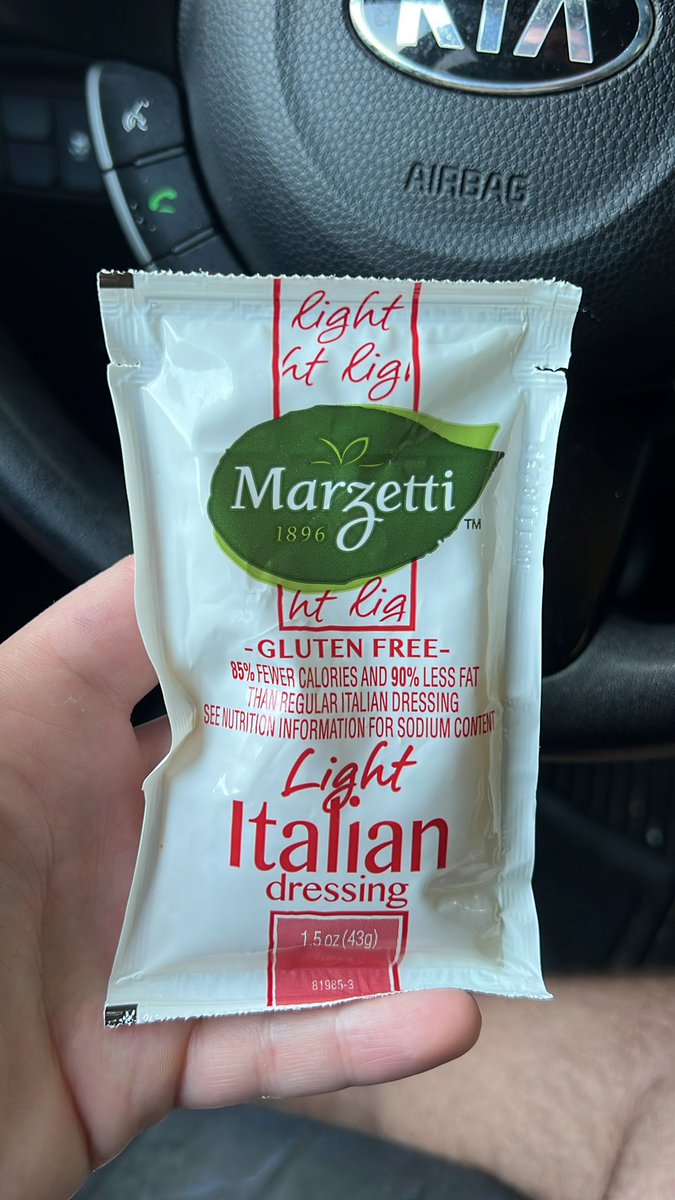 KIA
AIRBAG
light
ht lig
Marzetti
1896
TM
ht lig
-GLUTEN FREE-
85% FEWER CALORIES AND 90% LESS FAT
THAN REGULAR ITALIAN DRESSING
SEE NUTRITION INFORMATION FOR SODIUM CONTENT
Light
Italian
dressing
1.5 oz (43g)
81985-3